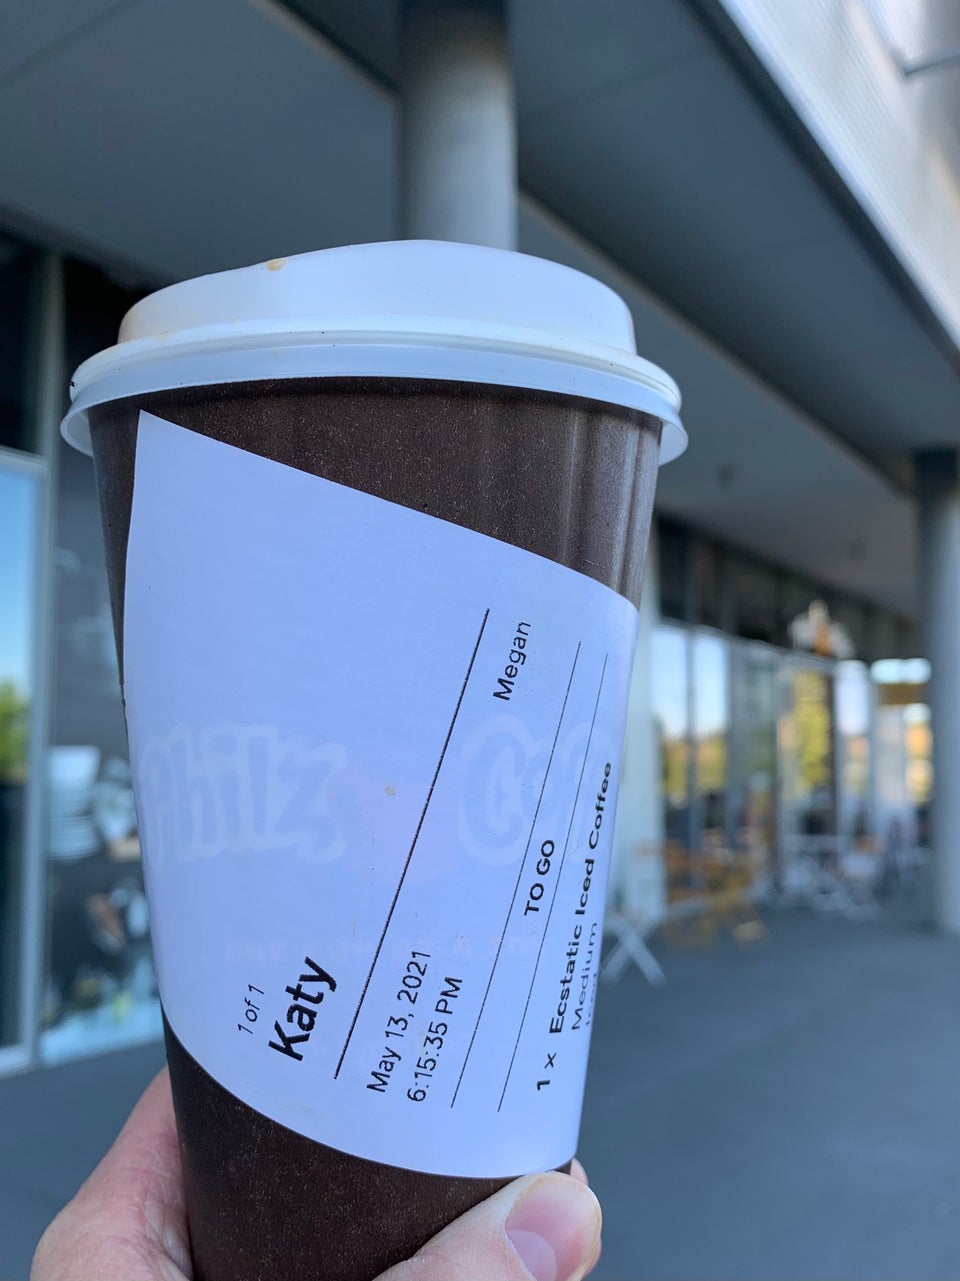 1 of 1
Katy
May 13, 2021
6:15:35 PM
Megan
TO GO
1 x Ecstatic Iced Coffee
Medium
Philz